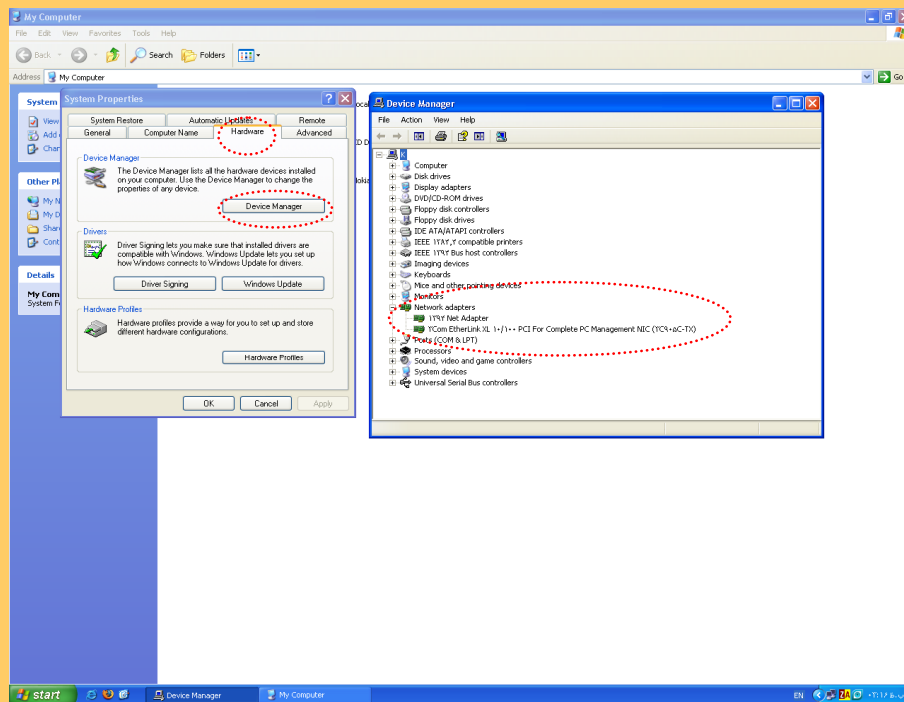 My Computer
File Edit View Favorites Tools Help
Back Search Folders
Address My Computer Go
System
View
Add
Chan
Other Pl
My N
My D
Shar
Cont
Details
My Com
System F
System Properties
System Restore Automatic Updates Remote
General Computer Name Hardware Advanced
Device Manager
The Device Manager lists all the hardware devices installed
on your computer. Use the Device Manager to change the
properties of any device.
Device Manager
Drivers
Driver Signing lets you make sure that installed drivers are
compatible with Windows. Windows Update lets you set up
how Windows connects to Windows Update for drivers.
Driver Signing Windows Update
Hardware Profiles
Hardware profiles provide a way for you to set up and store
different hardware configurations.
Hardware Profiles
OK Cancel Apply
Device Manager
File Action View Help
K
Computer
Disk drives
Display adapters
DVD/CD-ROM drives
Floppy disk controllers
Floppy disk drives
IDE ATA/ATAPI controllers
IEEE ۱۲۸۴,۴ compatible printers
IEEE ۱۳۹۴ Bus host controllers
Imaging devices
Keyboards
Mice and other pointing devices
Monitors
Network adapters
۱۳۹۴ Net Adapter
۳Com EtherLink XL ۱۰/۱۰۰ PCI For Complete PC Management NIC (۳C۹۰۵C-TX)
Ports (COM & LPT)
Processors
Sound, video and game controllers
System devices
Universal Serial Bus controllers
start Device Manager My Computer EN